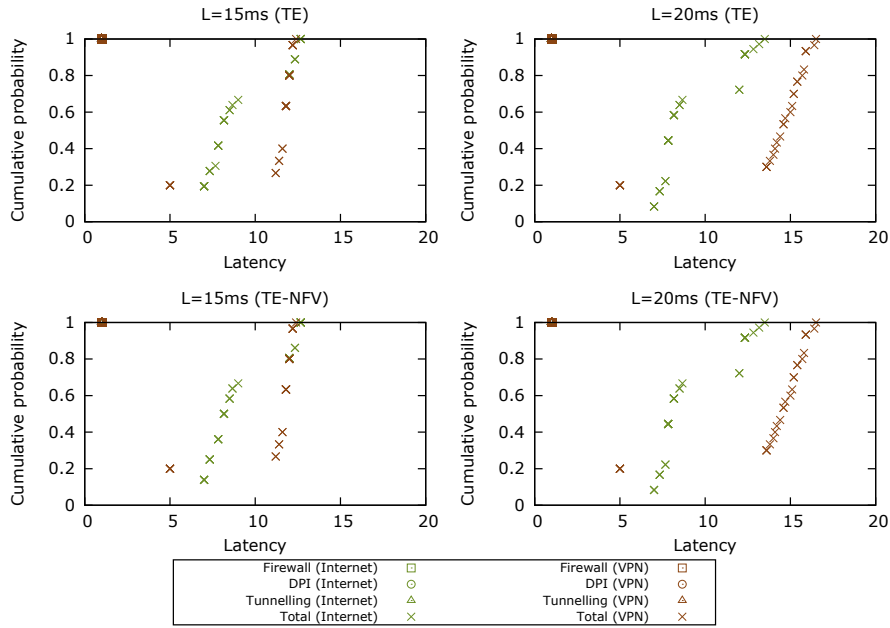 L=15ms (TE)
Cumulative probability
1
0.8
0.6
0.4
0.2
0
0 5 10 15 20
Latency
L=20ms (TE)
Cumulative probability
1
0.8
0.6
0.4
0.2
0
0 5 10 15 20
Latency
L=15ms (TE-NFV)
Cumulative probability
1
0.8
0.6
0.4
0.2
0
0 5 10 15 20
Latency
L=20ms (TE-NFV)
Cumulative probability
1
0.8
0.6
0.4
0.2
0
0 5 10 15 20
Latency
Firewall (Internet)
DPI (Internet)
Tunnelling (Internet)
Total (Internet)
Firewall (VPN)
DPI (VPN)
Tunnelling (VPN)
Total (VPN)